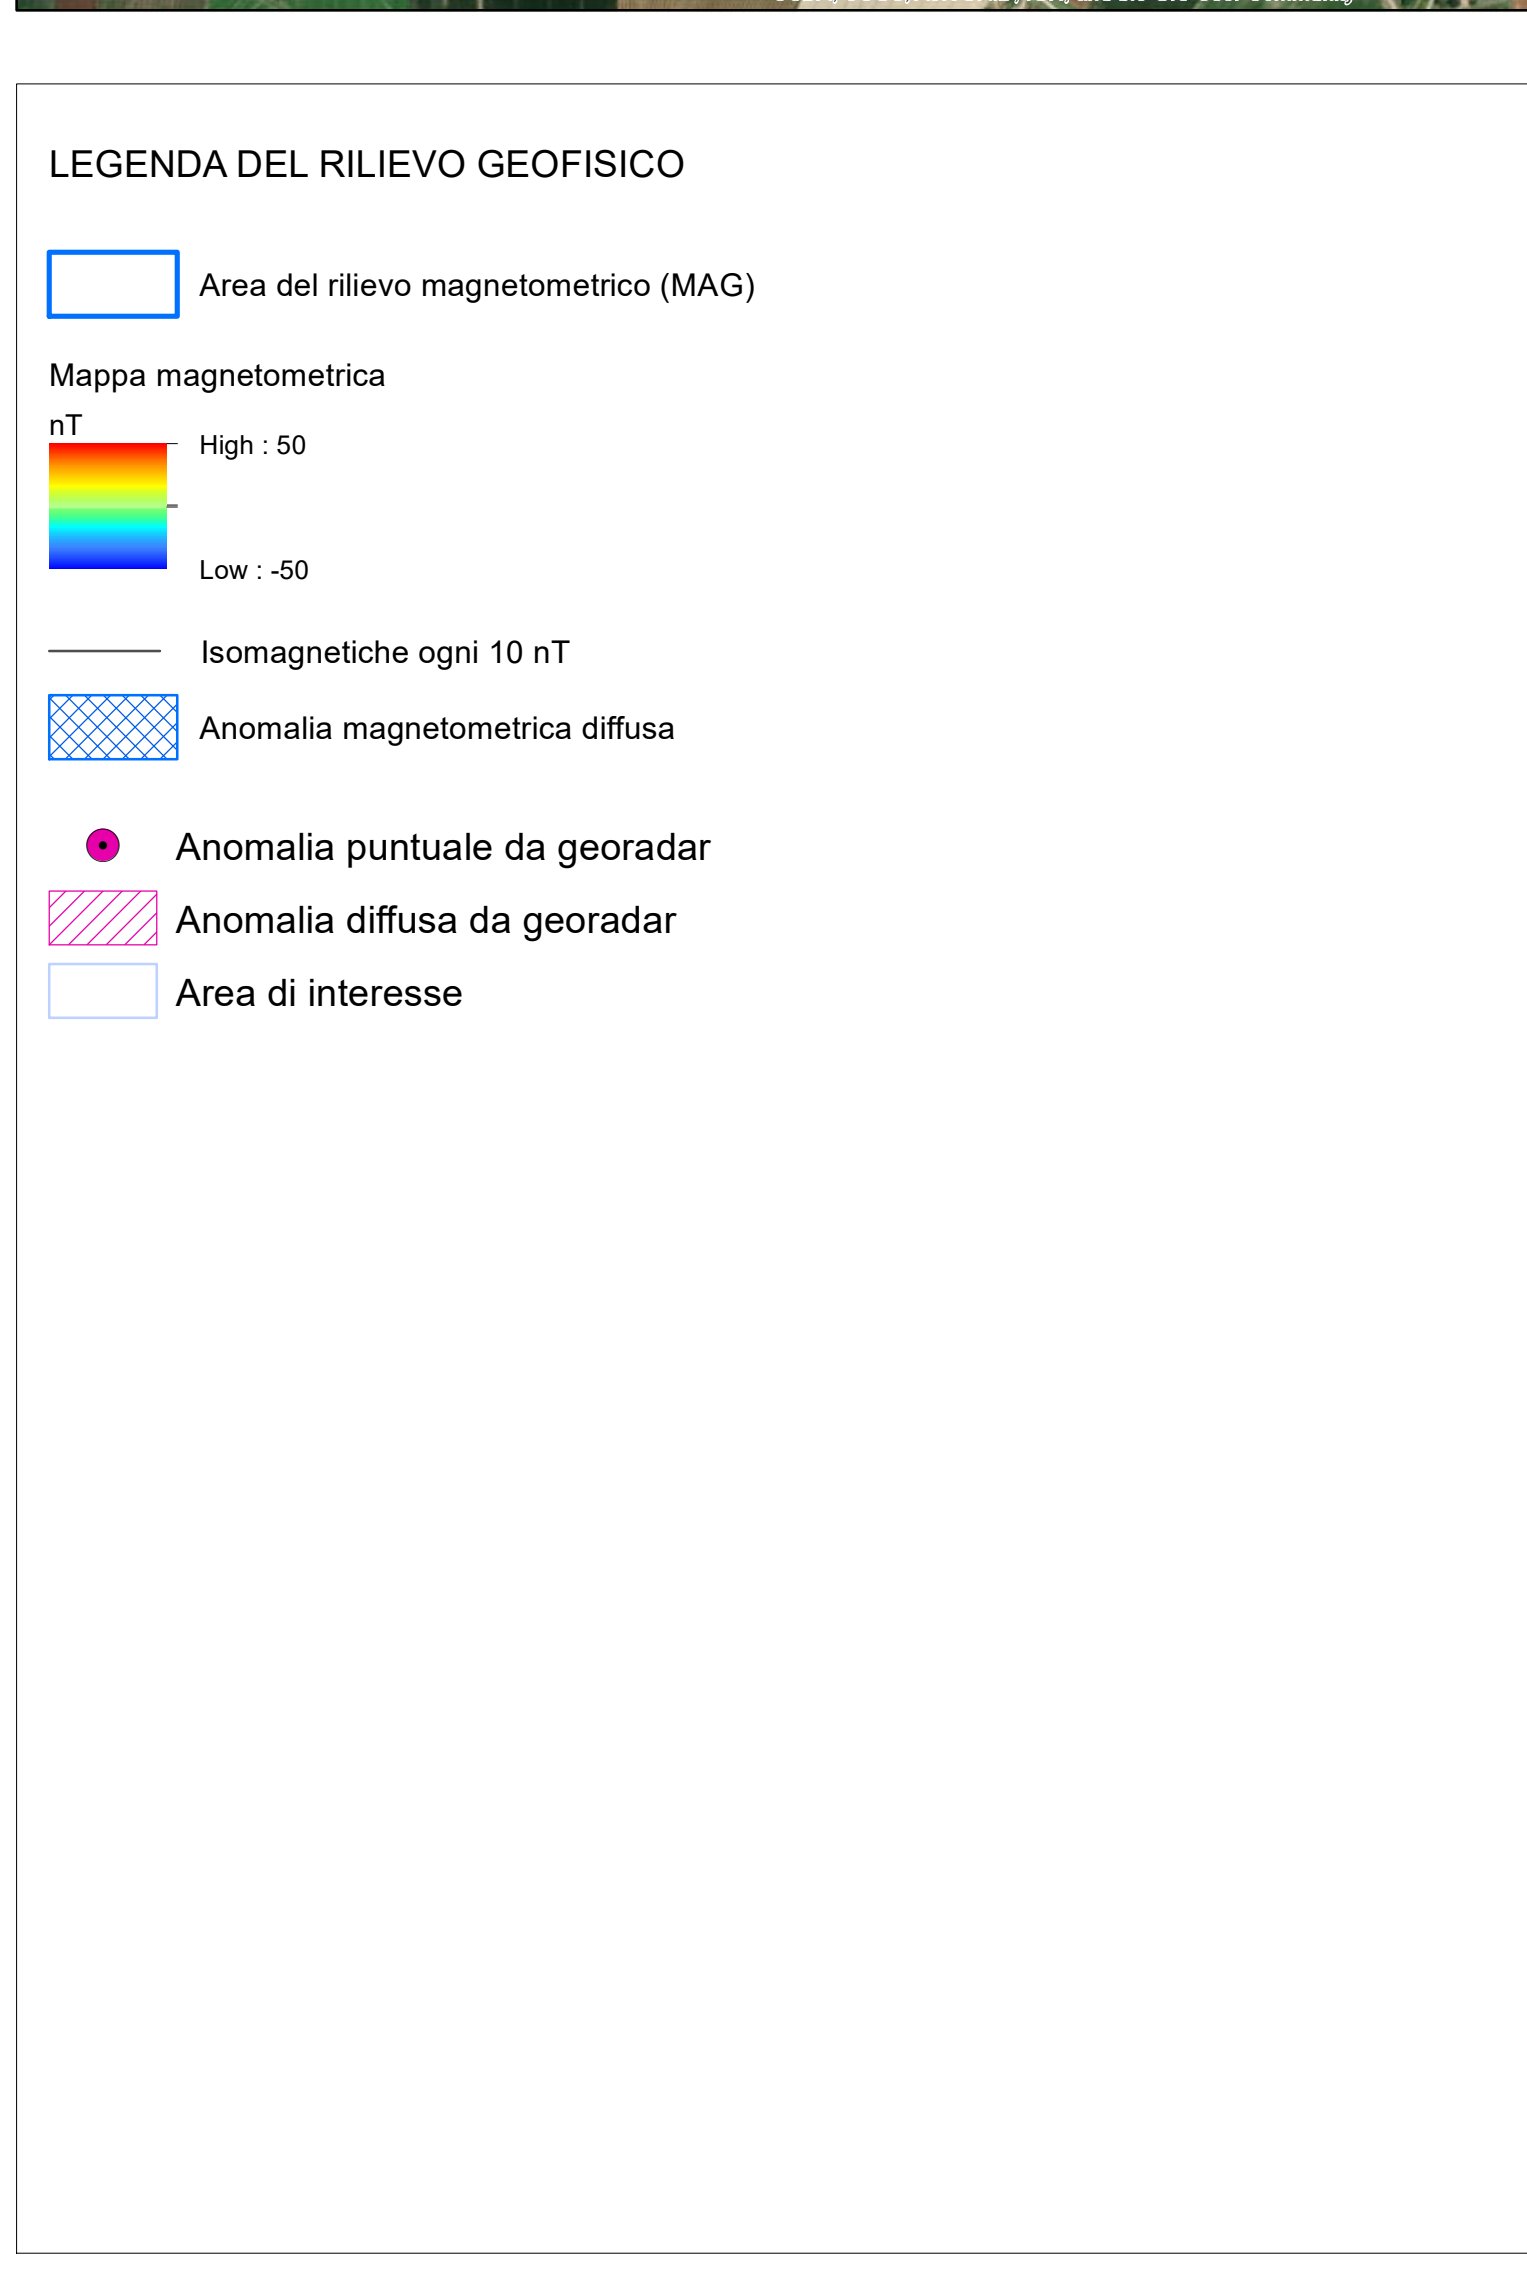 LEGENDA DEL RILIEVO GEOFISICO
Area del rilievo magnetometrico (MAG)
Mappa magnetometrica
nT
High : 50
Low : -50
Isomagnetiche ogni 10 nT
Anomalia magnetometrica diffusa
Anomalia puntuale da georadar
Anomalia diffusa da georadar
Area di interesse